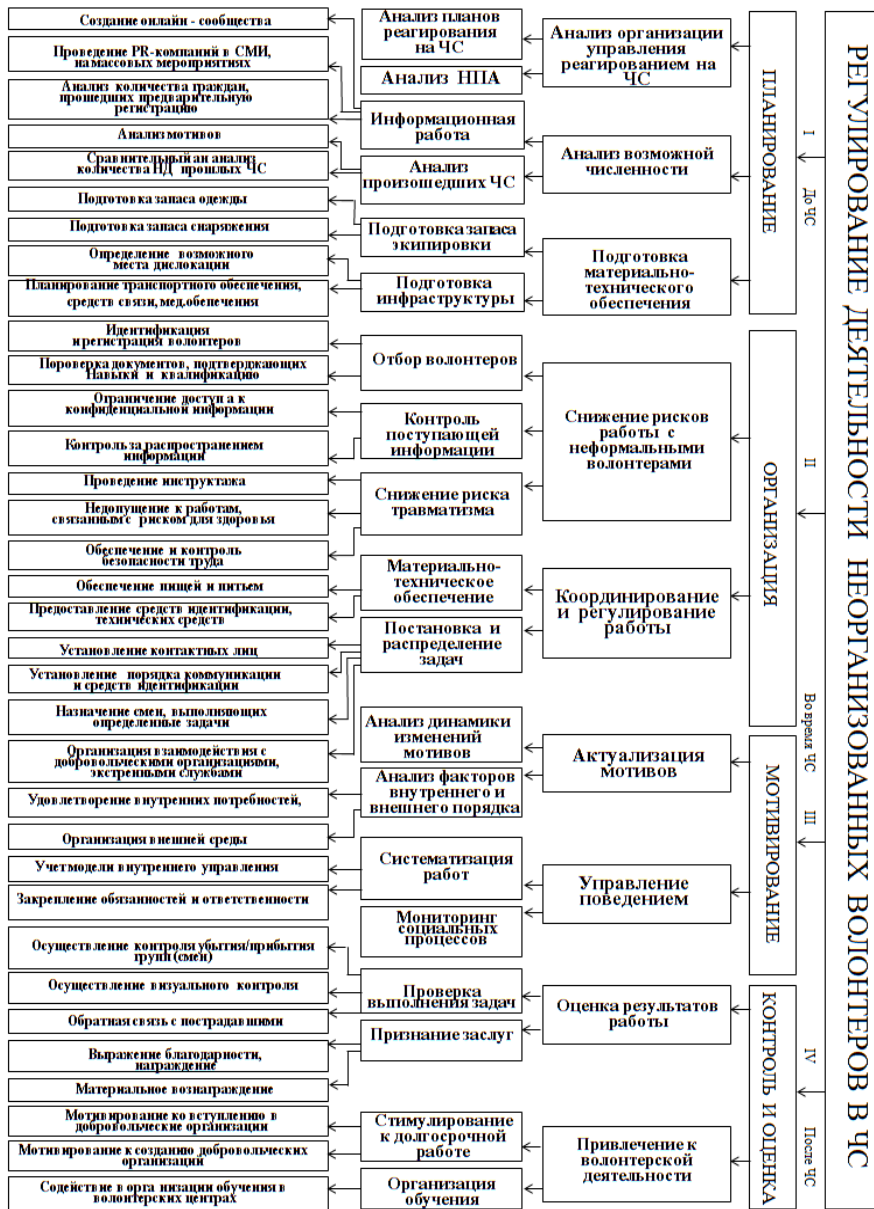 РЕГУЛИРОВАНИЕ ДЕЯТЕЛЬНОСТИ НЕОРГАНИЗОВАННЫХ ВОЛОНТЕРОВ В ЧС
I
До ЧС
II
Во время ЧС
III
IV
После ЧС
ПЛАНИРОВАНИЕ
ОРГАНИЗАЦИЯ
МОТИВИРОВАНИЕ
КОНТРОЛЬ И ОЦЕНКА
Анализ организации
управления
реагированием на
ЧС
Анализ возможной
численности
Подготовка
материально-
технического
обеспечения
Снижение рисков
работы с
неформальными
волонтерами
Координирование
и регулирование
работы
Актуализация
мотивов
Управление
поведением
Оценка результатов
работы
Привлечение к
волонтерской
деятельности
Анализ планов
реагирования
на ЧС
Анализ НПА
Информационная
работа
Анализ
произошедших ЧС
Подготовка запаса
экипировки
Подготовка
инфраструктуры
Отбор волонтеров
Контроль
поступающей
информации
Снижение риска
травматизма
Материально-
техническое
обеспечение
Постановка и
распределение
задач
Анализ динамики
изменений
мотивов
Анализ факторов
внутреннего и
внешнего порядка
Систематизация
работ
Мониторинг
социальных
процессов
Проверка
выполнения задач
Признание заслуг
Стимулирование
к долгосрочной
работе
Организация
обучения
Создание онлайн - сообщества
Проведение PR-компаний в СМИ,
на массовых мероприятиях
Анализ количества граждан,
прошедших предварительную
регистрацию
Анализ мотивов
Сравнительный ан ализ
количества НД прошлых ЧС
Подготовка запаса одежды
Подготовка запаса снаряжения
Определение возможного
места дислокации
Планирование транспортного обеспечения,
средств связи, мед.обепечения
Идентификация
и регистрация волонтеров
Пороверка документов, подтверждающих
Навыки и квалификацию
Ограничение доступ а к
конфиденциальной информации
Контроль за распространением
информации
Проведение инструктажа
Недопущение к работам,
связанным с риском для здоровья
Обеспечение и контроль
безопасности труда
Обеспечение пищей и питьем
Предоставление средств идентификации,
технических средств
Установление контактных лиц
Установление порядка коммуникации
и средств идентификации
Назначение смен, выполняющих
определенные задачи
Организация взаимодействия с
добровольческими организациями,
экстренными службами
Удовлетворение внутренних потребностей,
Организация внешней среды
Учет модели внутреннего управления
Закрепление обязанностей и ответственности
Осуществление контроля убытия/прибытия
групп (смен)
Осуществление визуального контроля
Обратная связь с пострадавшими
Выражение благодарности,
награждение
Материальное вознаграждение
Мотивирование ко вступлению в
добровольческие организации
Мотивирование к созданию добровольческих
организации
Содействие в орга низации обучения в
волонтерских центрах